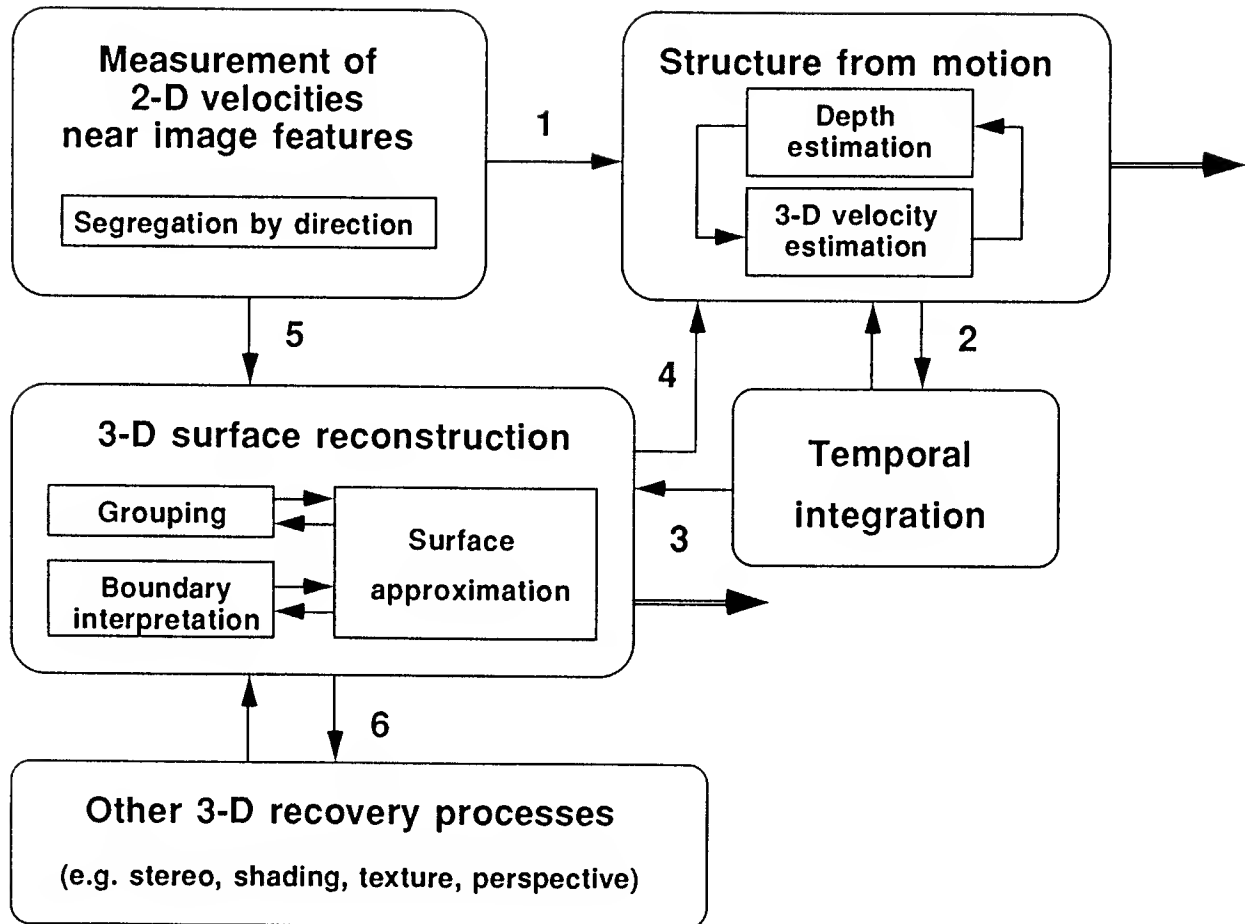 Measurement of
2-D velocities
near image features
Segregation by direction
1
Structure from motion
Depth
estimation
3-D velocity
estimation
5
4
2
3-D surface reconstruction
Grouping
Boundary
interpretation
Surface
approximation
3
Temporal
integration
6
Other 3-D recovery processes
(e.g. stereo, shading, texture, perspective)